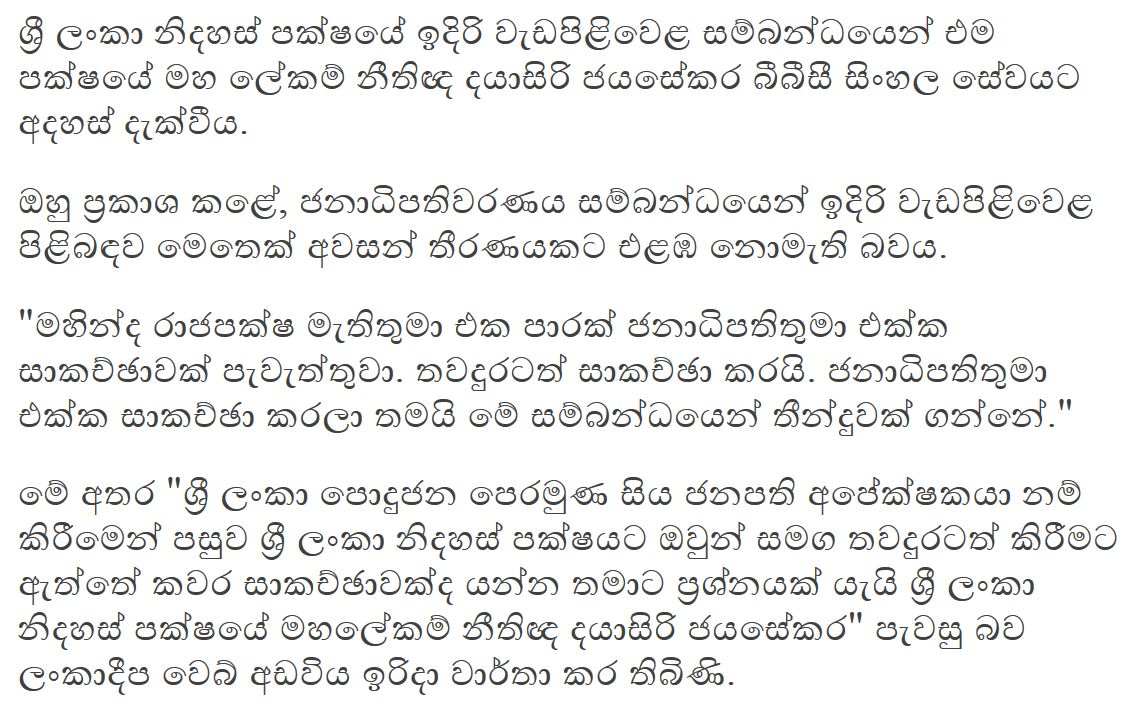 ශ්‍රී ලංකා නිදහස් පක්ෂයේ ඉදිරි වැඩපිළිවෙළ සම්බන්ධයෙන් එම
පක්ෂයේ මහ ලේකම් නීතිඥ දයාසිරි ජයසේකර බීබීසී සිංහල සේවයට
අදහස් දැක්වීය.
ඔහු ප්‍රකාශ කළේ, ජනාධිපතිවරණය සම්බන්ධයෙන් ඉදිරි වැඩපිළිවෙළ
පිළිබඳව මෙතෙක් අවසන් තීරණයකට එළඹ නොමැති බවය.
"මහින්ද රාජපක්ෂ මැතිතුමා එක පාරක් ජනාධිපතිතුමා එක්ක
සාකච්ඡාවක් පැවැත්තුවා. තවදුරටත් සාකච්ඡා කරයි. ජනාධිපතිතුමා
එක්ක සාකච්ඡා කරලා තමයි මේ සම්බන්ධයෙන් තීන්දුවක් ගන්නේ."
මේ අතර "ශ්‍රී ලංකා පොදුජන පෙරමුණ සිය ජනපති අපේක්ෂකයා නම්
කිරීමෙන් පසුව ශ්‍රී ලංකා නිදහස් පක්ෂයට ඔවුන් සමග තවදුරටත් කිරීමට
ඇත්තේ කවර සාකච්ඡාවක්ද යන්න තමාට ප්‍රශ්නයක් යැයි ශ්‍රී ලංකා
නිදහස් පක්ෂයේ මහලේකම් නීතිඥ දයාසිරි ජයසේකර" පැවසු බව
ලංකාදීප වෙබ් අඩවිය ඉරිදා වාර්තා කර තිබිණි.